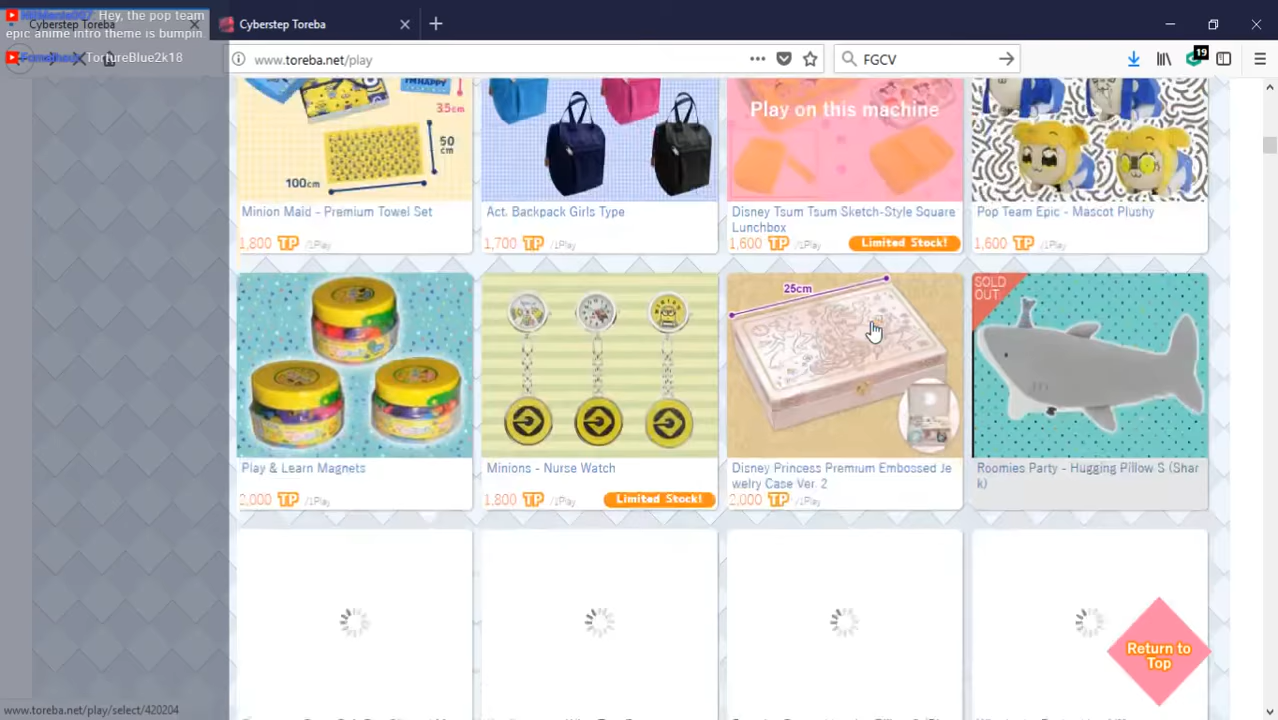 Hey, the pop team
epic anime intro theme is bumpin
TortureBlue2k18
Cyberstep Toreba
Cyberstep Toreba
www.toreba.net/play
FGCV
19
3.5cm
50
cm
100cm
Play on this machine
Minion Maid - Premium Towel Set
1,800 TP /1Play
Act. Backpack Girls Type
1,700 TP /1Play
Disney Tsum Tsum Sketch-Style Square
Lunchbox
1,600 TP /1Play
Limited Stock!
Pop Team Epic - Mascot Plushy
1,600 TP /1Play
25cm
SOLD
OUT
Play & Learn Magnets
2,000 TP /1Play
Minions - Nurse Watch
1,800 TP /1Play
Limited Stock!
Disney Princess Premium Embossed Je
welry Case Ver. 2
2,000 TP /1Play
Roomies Party - Hugging Pillow S (Shar
k)
Return to
Top
www.toreba.net/play/select/420204